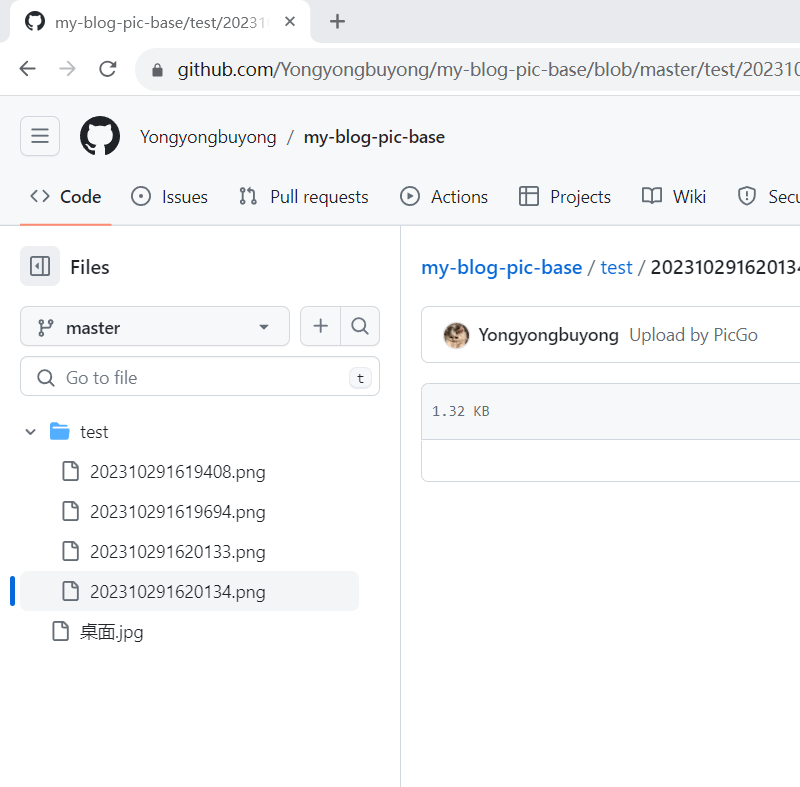 my-blog-pic-base/test/20231
github.com/Yongyongbuyong/my-blog-pic-base/blob/master/test/202310
Yongyongbuyong / my-blog-pic-base
Code Issues Pull requests Actions Projects Wiki Secu
Files
my-blog-pic-base / test / 202310291620134
master
Yongyongbuyong Upload by PicGo
Go to file t
1.32 KB
test
202310291619408.png
202310291619694.png
202310291620133.png
202310291620134.png
桌面.jpg